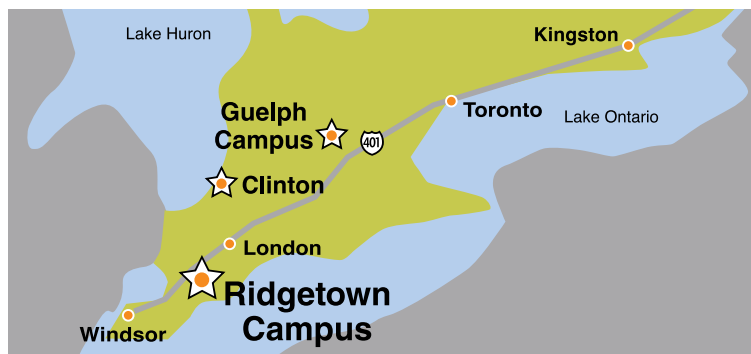 Lake Huron
Kingston
Guelph
Campus
Toronto
Lake Ontario
401
Clinton
London
Ridgetown
Campus
Windsor